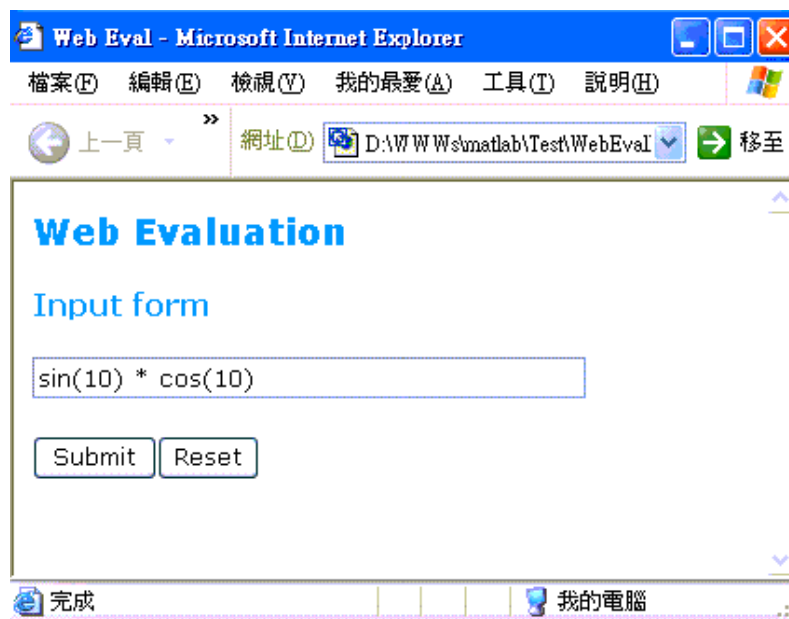 Web Eval - Microsoft Internet Explorer
檔案(F) 編輯(E) 檢視(V) 我的最愛(A) 工具(T) 說明(H)
上一頁 » 網址(D) D:\WWWs\matlab\Test\WebEval 移至
Web Evaluation
Input form
sin(10) * cos(10)
Submit Reset
完成 我的電腦